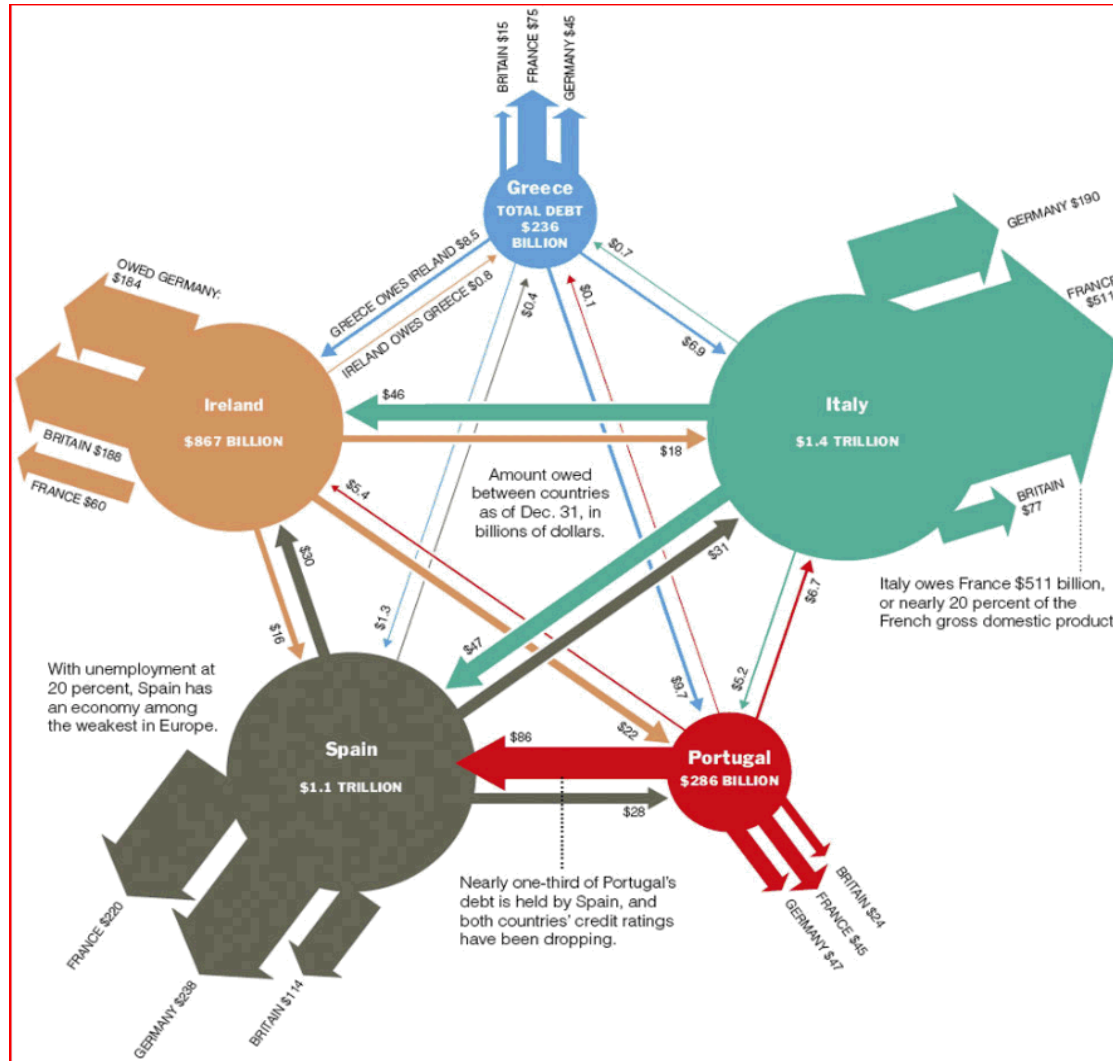 BRITAIN $15
FRANCE $75
GERMANY $45
Greece
TOTAL DEBT
$236
BILLION
GREECE OWES IRELAND $8.5
IRELAND OWES GREECE $0.8
$0.4
$0.1
$0.7
$6.9
GERMANY $190
FRANCE
$511
OWED GERMANY:
$184
Ireland
$867 BILLION
BRITAIN $188
FRANCE $60
$46
$18
Italy
$1.4 TRILLION
BRITAIN
$77
Amount owed
between countries
as of Dec. 31, in
billions of dollars.
$5.4
$30
$16
$1.3
$47
$31
$9.7
$5.2
$6.7
$22
Italy owes France $511 billion,
or nearly 20 percent of the
French gross domestic product
With unemployment at
20 percent, Spain has
an economy among
the weakest in Europe.
Spain
$1.1 TRILLION
$86
$28
Portugal
$286 BILLION
Nearly one-third of Portugal's
debt is held by Spain, and
both countries' credit ratings
have been dropping.
FRANCE $220
GERMANY $238
BRITAIN $114
BRITAIN $24
FRANCE $45
GERMANY $47